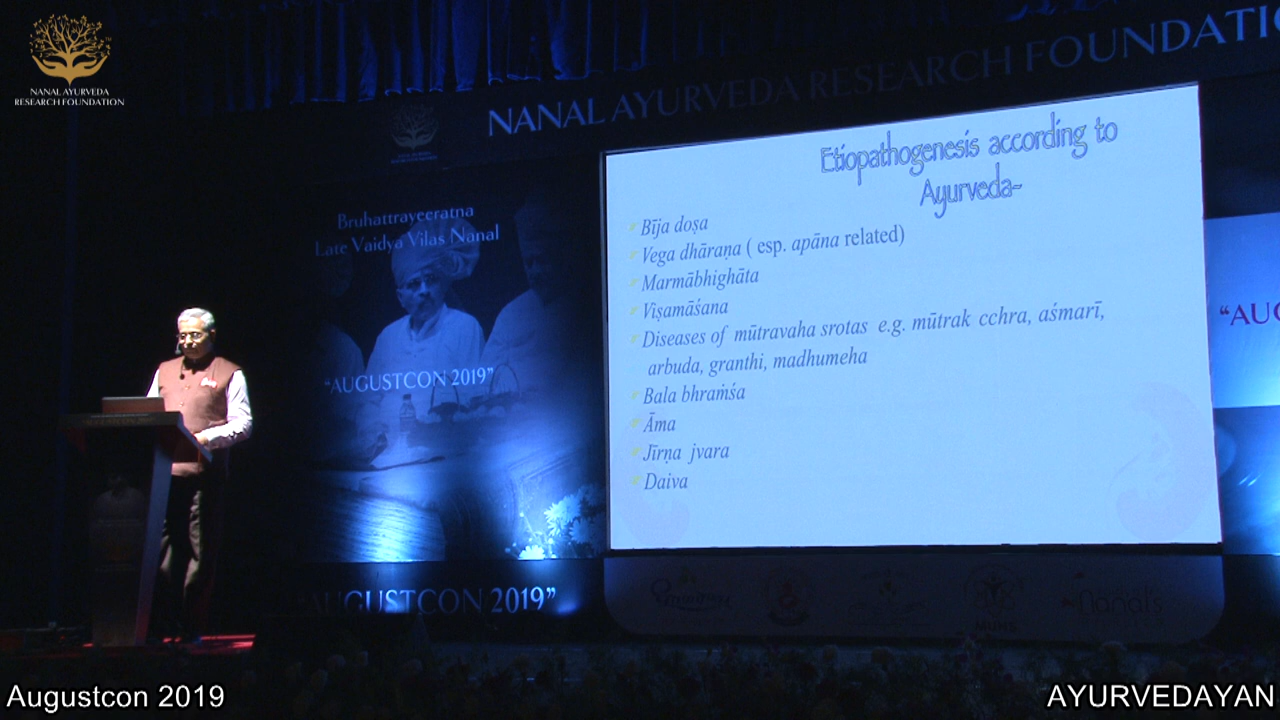 NANAL AYURVEDA
RESEARCH FOUNDATION
NANAL AYURVEDA RESEARCH FOUNDATIO
Bruhattrayeeratna
Late Vaidya Vilas Nanal
"AUGUSTCON 2019"
Etiopathogenesis according to
Ayurveda-
Bīja doṣa
Vega dhāraṇa ( esp. apāna related)
Marmābhighāta
Viṣamāśana
Diseases of mūtravaha srotas e.g. mūtrak cchra, aśmarī,
arbuda, granthi, madhumeha
Bala bhraṁśa
Āma
Jīrṇa jvara
Daiva
"AUG
AUGUSTCON 2019"
Nanal's
Augustcon 2019
AYURVEDAYAN